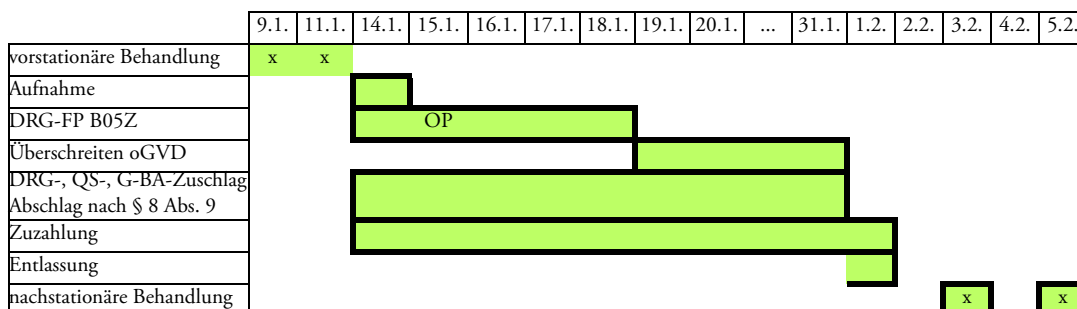 9.1. 11.1. 14.1. 15.1. 16.1. 17.1. 18.1. 19.1. 20.1. ... 31.1. 1.2. 2.2. 3.2. 4.2. 5.2.
vorstationäre Behandlung x x
Aufnahme
DRG-FP B05Z OP
Überschreiten oGVD
DRG-, QS-, G-BA-Zuschlag
Abschlag nach § 8 Abs. 9
Zuzahlung
Entlassung
nachstationäre Behandlung x x